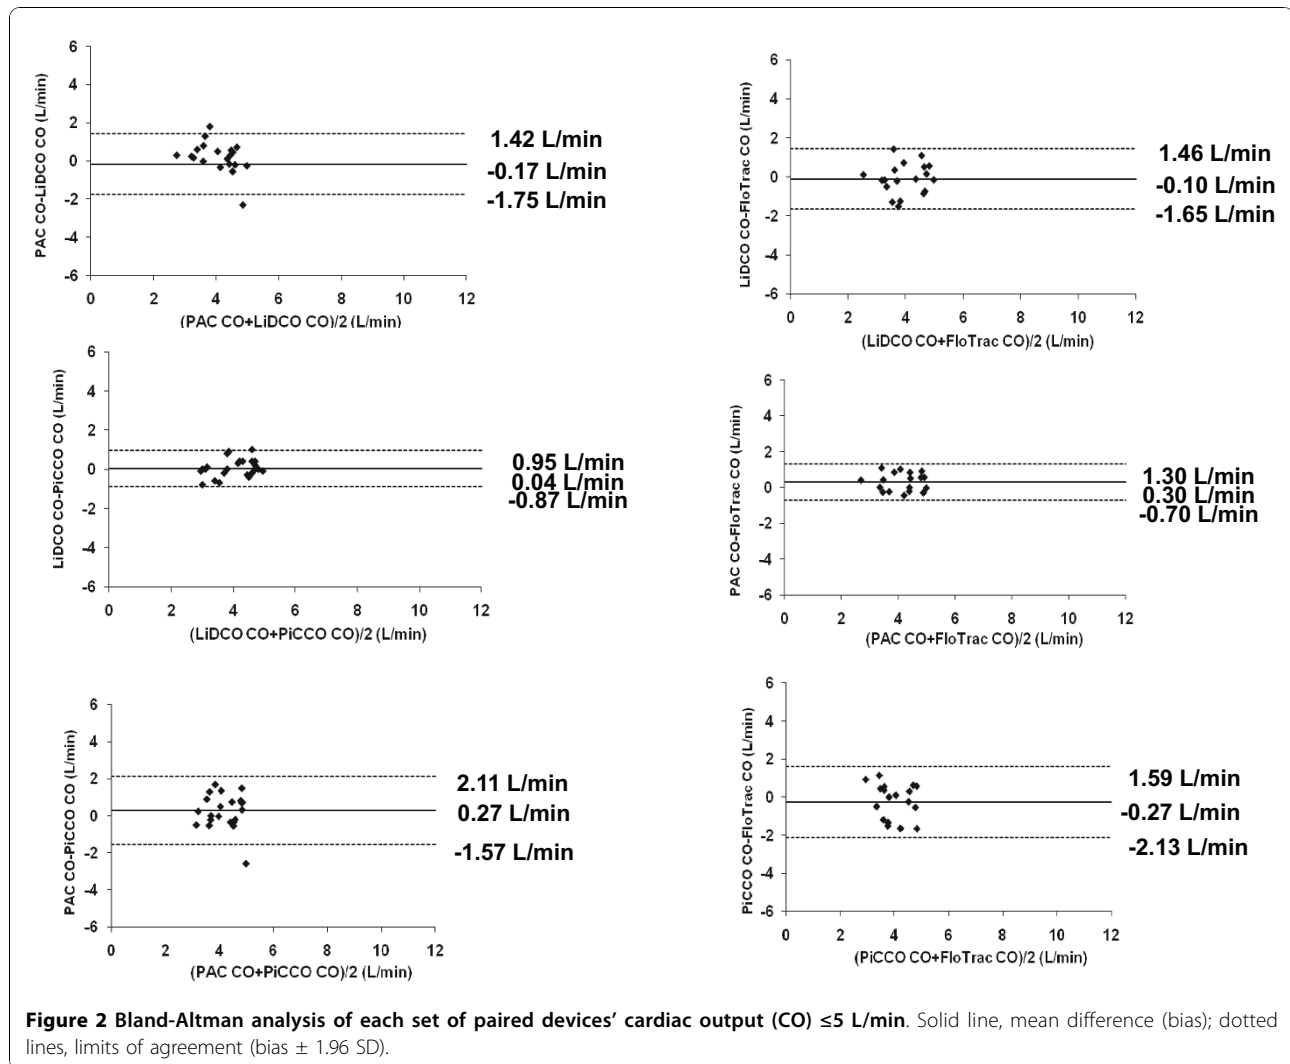 6
4
2
0
-2
-4
-6
0 2 4 6 8 10 12
PAC CO-LiDCO CO (L/min)
(PAC CO+LiDCO CO)/2 (L/min)
1.42 L/min
-0.17 L/min
-1.75 L/min
6
4
2
0
-2
-4
-6
0 2 4 6 8 10 12
LiDCO CO-FloTrac CO (L/min)
(LiDCO CO+FloTrac CO)/2 (L/min)
1.46 L/min
-0.10 L/min
-1.65 L/min
6
4
2
0
-2
-4
-6
0 2 4 6 8 10 12
LiDCO CO-PiCCO CO (L/min)
(LiDCO CO+PiCCO CO)/2 (L/min)
0.95 L/min
0.04 L/min
-0.87 L/min
6
4
2
0
-2
-4
-6
0 2 4 6 8 10 12
PAC CO-FloTrac CO (L/min)
(PAC CO+FloTrac CO)/2 (L/min)
1.30 L/min
0.30 L/min
-0.70 L/min
6
4
2
0
-2
-4
-6
0 2 4 6 8 10 12
PAC CO-PiCCO CO (L/min)
(PAC CO+PiCCO CO)/2 (L/min)
2.11 L/min
0.27 L/min
-1.57 L/min
6
4
2
0
-2
-4
-6
0 2 4 6 8 10 12
PiCCO CO-FloTrac CO (L/min)
(PiCCO CO+FloTrac CO)/2 (L/min)
1.59 L/min
-0.27 L/min
-2.13 L/min
Figure 2 Bland-Altman analysis of each set of paired devices' cardiac output (CO) ≤5 L/min. Solid line, mean difference (bias); dotted
lines, limits of agreement (bias ± 1.96 SD).